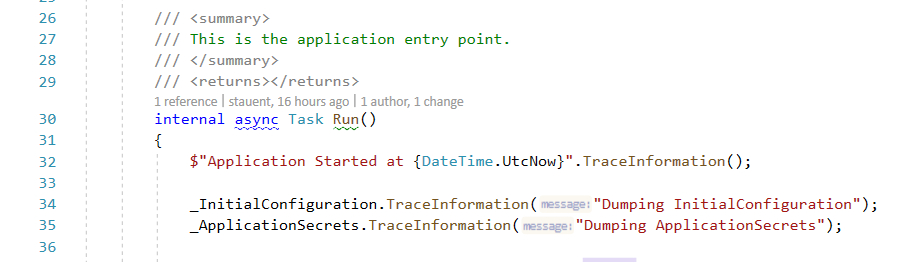 26 /// <summary>
27 /// This is the application entry point.
28 /// </summary>
29 /// <returns></returns>
1 reference | stauent, 16 hours ago | 1 author, 1 change
30 internal async Task Run()
31 {
32 $"Application Started at {DateTime.UtcNow}".TraceInformation();
33
34 _InitialConfiguration.TraceInformation(message:"Dumping InitialConfiguration");
35 _ApplicationSecrets.TraceInformation(message:"Dumping ApplicationSecrets");
36